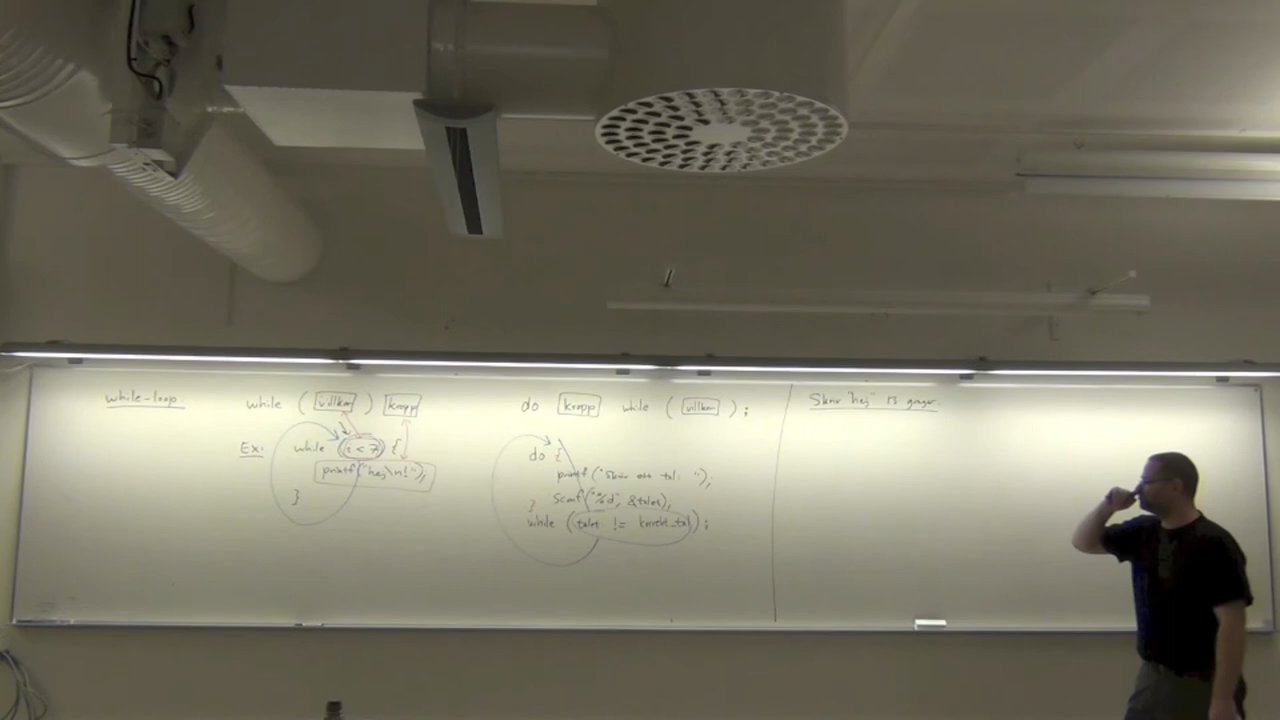 while-loop:
while (villkor) kropp
Ex: while (i < 7) {
printf("hej\n!");
}
do kropp while (villkor);
do {
printf("Skriv ett tal: ");
} scanf("%d", &talet);
while (talet != korrekt_tal);
Skriv "hej" 13 gånger.